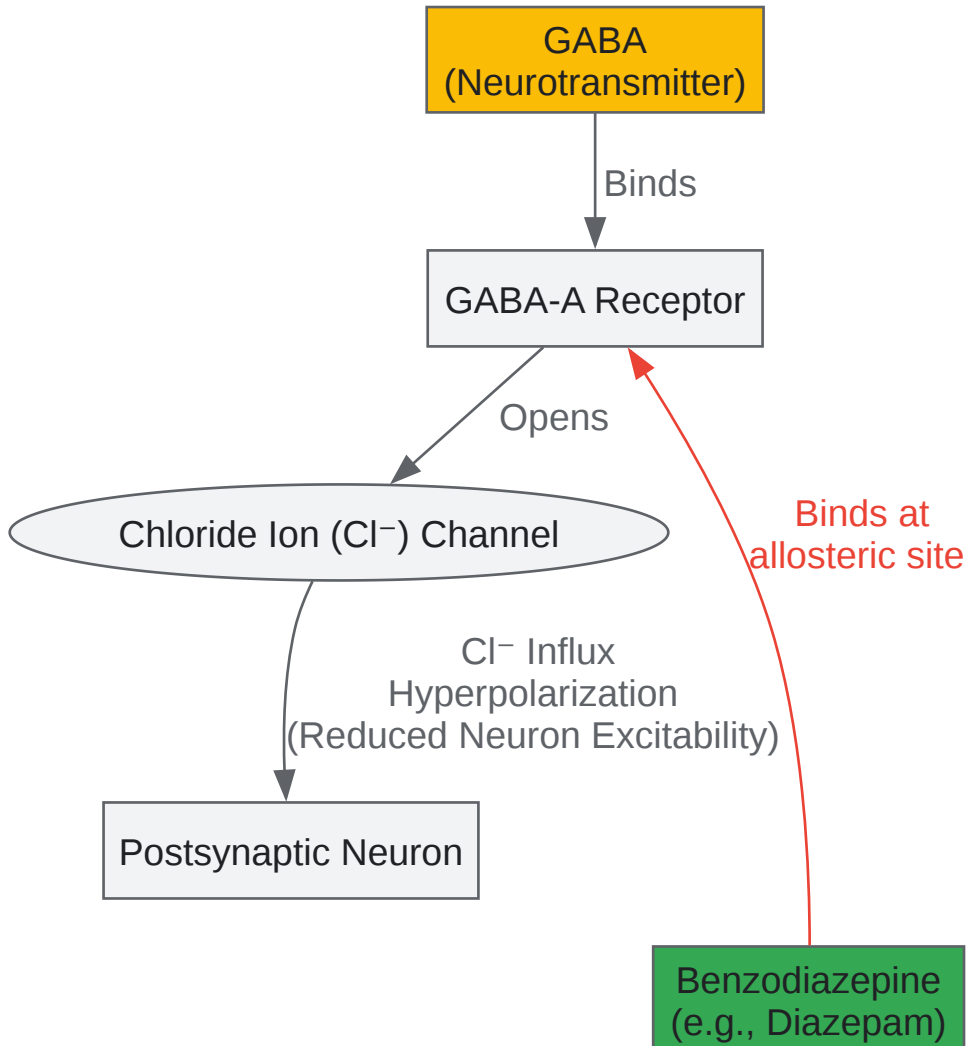 GABA
(Neurotransmitter)
Binds
GABA-A Receptor
Opens
Chloride Ion (Cl⁻) Channel
Binds at
allosteric site
Cl⁻ Influx
Hyperpolarization
(Reduced Neuron Excitability)
Postsynaptic Neuron
Benzodiazepine
(e.g., Diazepam)